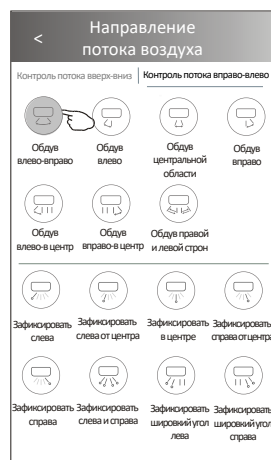 <
Направление
потока воздуха
Контроль потока вверх-вниз | Контроль потока вправо-влево
Обдув влево-вправо
Обдув влево
Обдув центральной области
Обдув вправо
Обдув влево-в центр
Обдув вправо-в центр
Обдув правой и левой строн
Зафиксировать слева
Зафиксировать слева от центра
Зафиксировать в центре
Зафиксировать справа от центра
Зафиксировать справа
Зафиксировать слева и справа
Зафиксировать шировкий угол лева
Зафиксировать шировкий угол справа